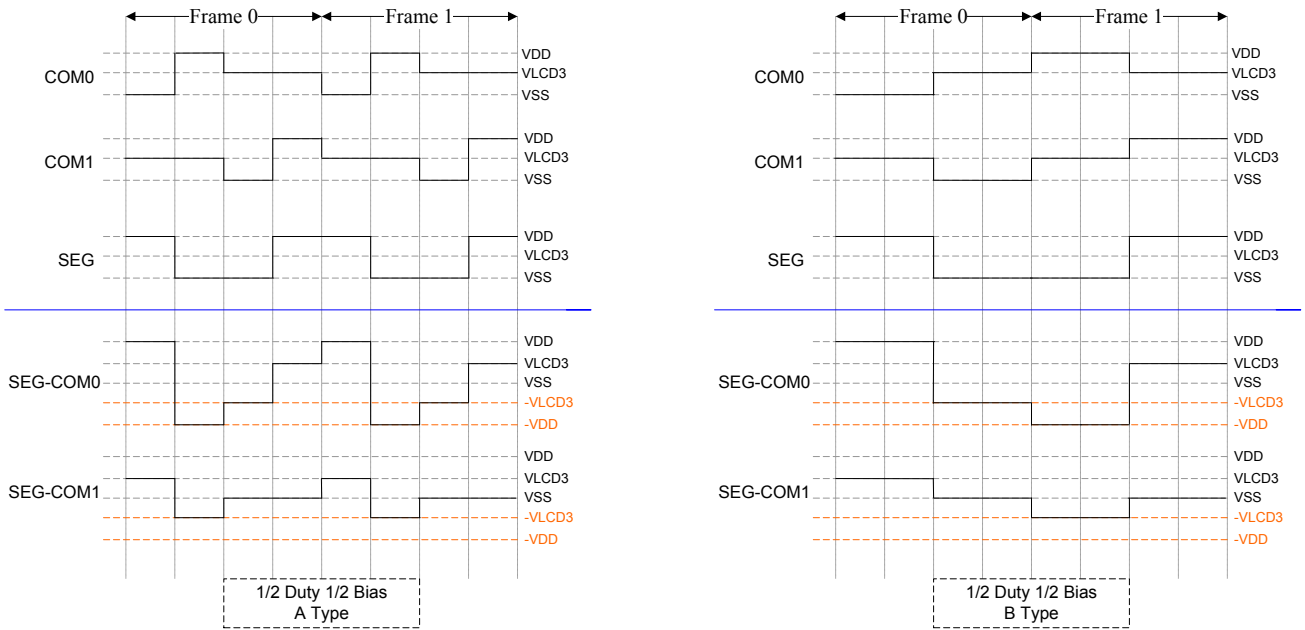 Frame 0
Frame 1
COM0
VDD
VLCD3
VSS
COM1
VDD
VLCD3
VSS
SEG
VDD
VLCD3
VSS
SEG-COM0
VDD
VLCD3
VSS
-VLCD3
-VDD
SEG-COM1
VDD
VLCD3
VSS
-VLCD3
-VDD
1/2 Duty 1/2 Bias
A Type
Frame 0
Frame 1
COM0
VDD
VLCD3
VSS
COM1
VDD
VLCD3
VSS
SEG
VDD
VLCD3
VSS
SEG-COM0
VDD
VLCD3
VSS
-VLCD3
-VDD
SEG-COM1
VDD
VLCD3
VSS
-VLCD3
-VDD
1/2 Duty 1/2 Bias
B Type